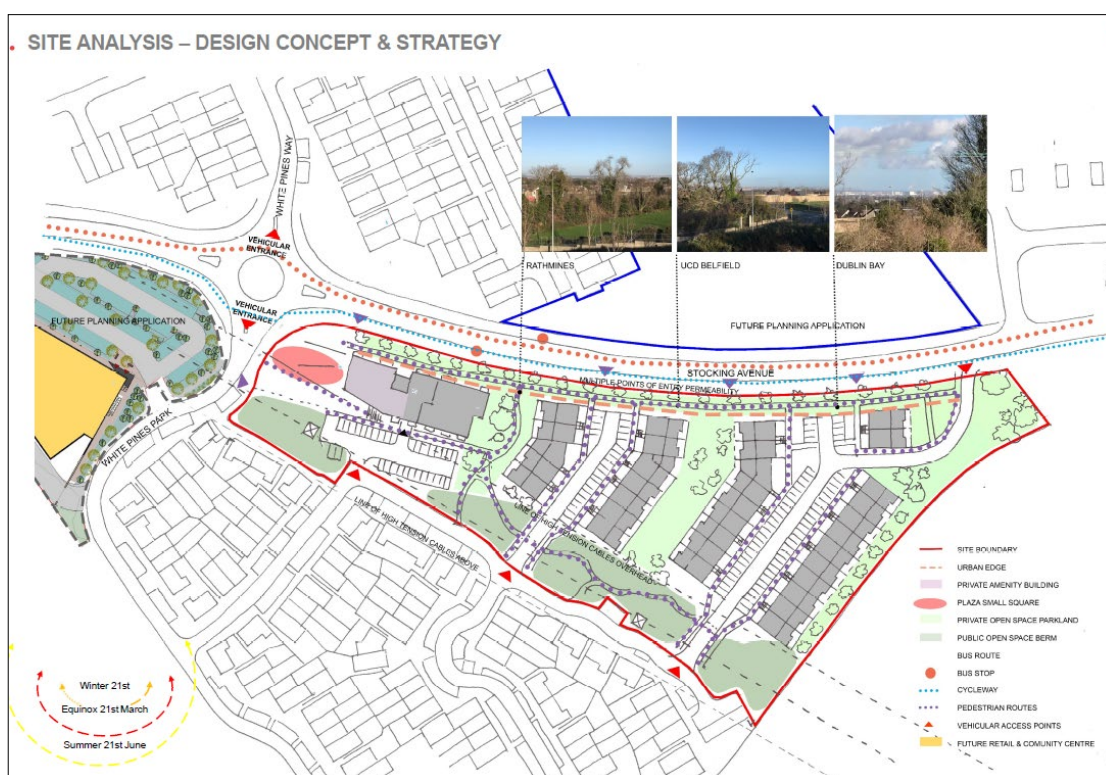 SITE ANALYSIS – DESIGN CONCEPT & STRATEGY
WHITE PINES WAY
VEHICULAR
ENTRANCE
VEHICULAR
ENTRANCE
RATHMINES
UCD BELFIELD
DUBLIN BAY
FUTURE PLANNING APPLICATION
FUTURE PLANNING APPLICATION
STOCKING AVENUE
MULTIPLE POINTS OF ENTRY PERMEABILITY
WHITE PINES PARK
LINE OF HIGH TENSION CABLES ABOVE
LINE OF HIGH TENSION CABLES OVERHEAD
SITE BOUNDARY
URBAN EDGE
PRIVATE AMENITY BUILDING
PLAZA SMALL SQUARE
PRIVATE OPEN SPACE PARKLAND
PUBLIC OPEN SPACE BERM
BUS ROUTE
BUS STOP
CYCLEWAY
PEDESTRIAN ROUTES
VEHICULAR ACCESS POINTS
FUTURE RETAIL & COMUNITY CENTRE
Winter 21st
Equinox 21st March
Summer 21st June